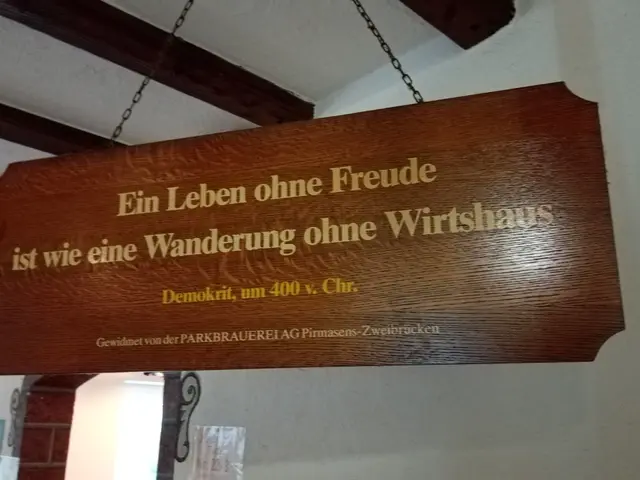 Ein Leben ohne Freude
ist wie eine Wanderung ohne Wirtshaus
Demokrit, um 400 v. Chr.
Gewidmet von der PARKBRAUEREI AG Pirmasens-Zweibrücken